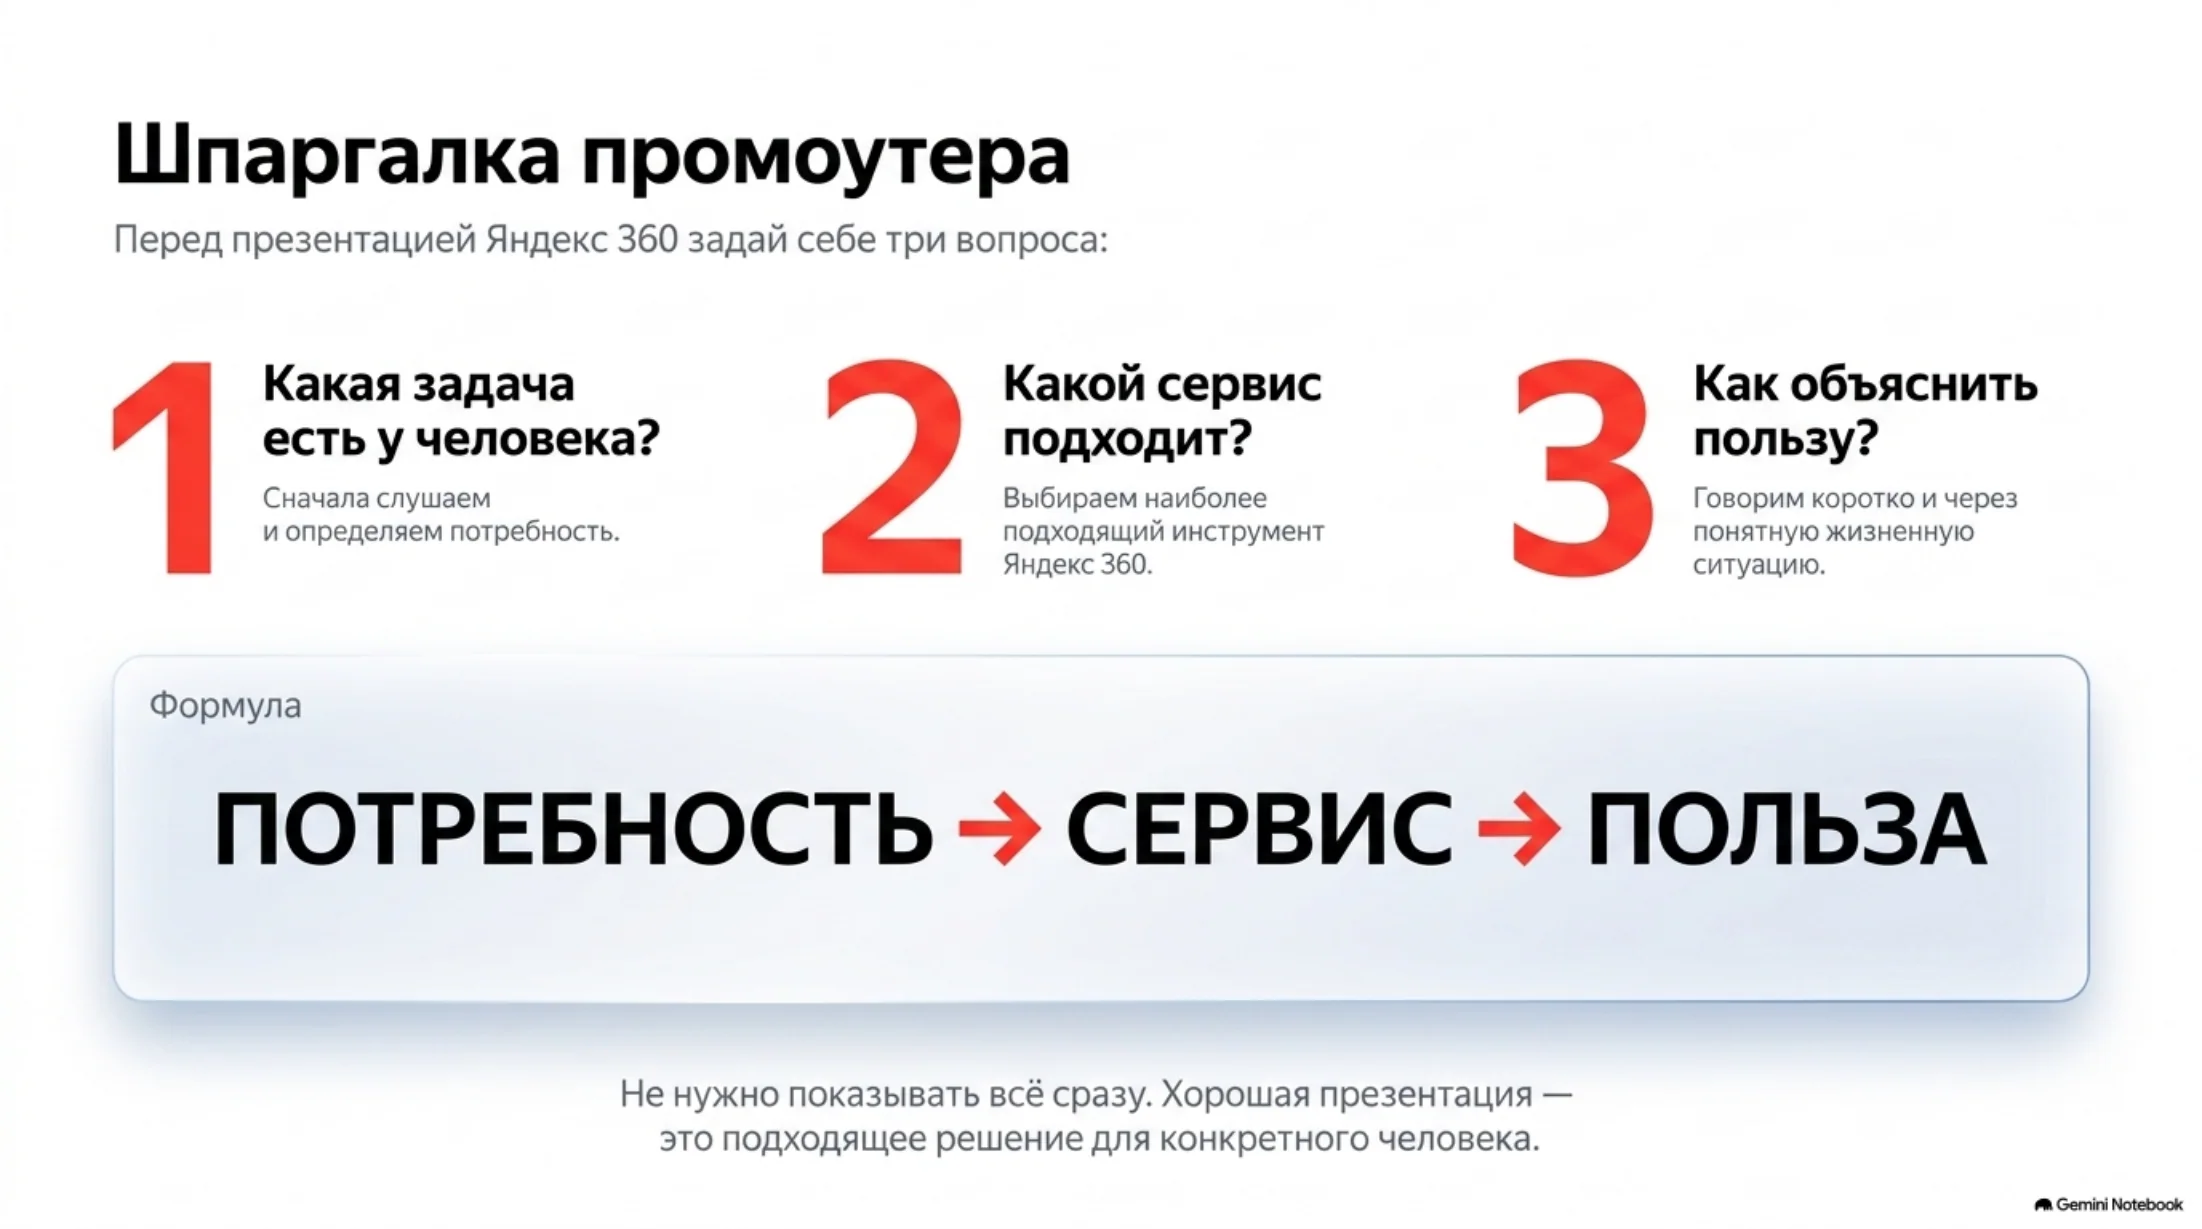 Шпаргалка промоутера
Перед презентацией Яндекс 360 задай себе три вопроса:
1
Какая задача
есть у человека?
Сначала слушаем
и определяем потребность.
2
Какой сервис
подходит?
Выбираем наиболее
подходящий инструмент
Яндекс 360.
3
Как объяснить
пользу?
Говорим коротко и через
понятную жизненную
ситуацию.
Формула
ПОТРЕБНОСТЬ → СЕРВИС → ПОЛЬЗА
Не нужно показывать всё сразу. Хорошая презентация —
это подходящее решение для конкретного человека.
Gemini Notebook